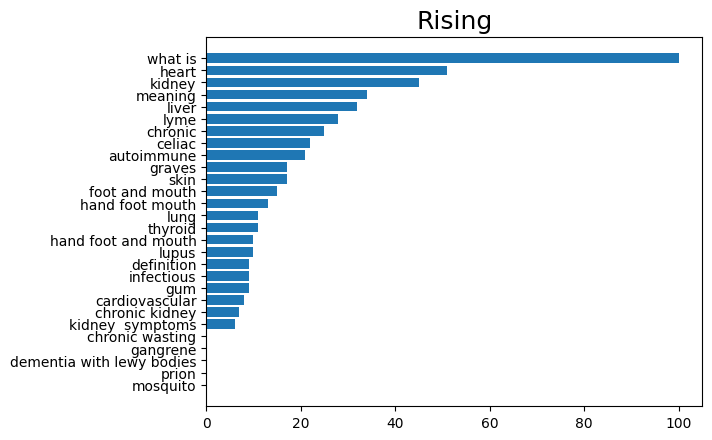 Rising
what is
heart
kidney
meaning
liver
lyme
chronic
celiac
autoimmune
graves
skin
foot and mouth
hand foot mouth
lung
thyroid
hand foot and mouth
lupus
definition
infectious
gum
cardiovascular
chronic kidney
kidney  symptoms
chronic wasting
gangrene
dementia with lewy bodies
prion
mosquito
0 20 40 60 80 100